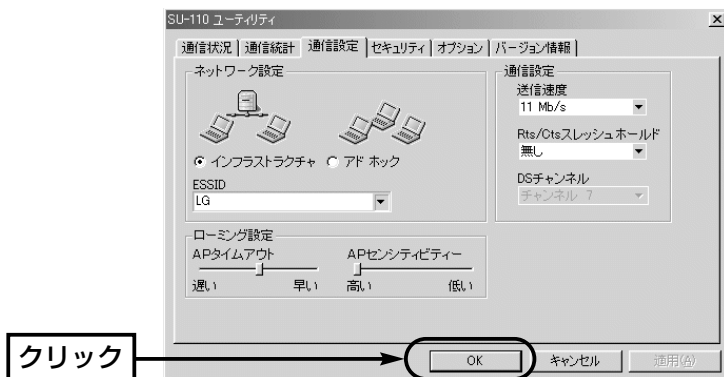 SU-110 ユーティリティ
通信状況 通信統計 通信設定 セキュリティ オプション バージョン情報
ネットワーク設定
インフラストラクチャ アド ホック
ESSID
LG
通信設定
送信速度
11 Mb/s
Rts/Ctsスレッシュホールド
無し
DSチャンネル
チャンネル 7
ローミング設定
APタイムアウト
遅い 早い
APセンシティビティー
高い 低い
クリック
OK キャンセル 適用(A)